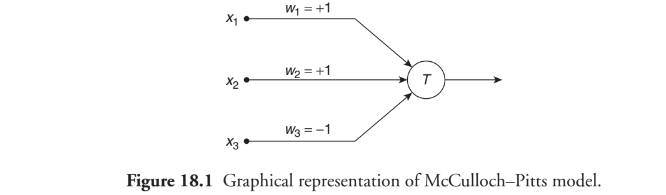 w₁ = +1
x₁
w₂ = +1
x₂
T
w₃ = −1
x₃
Figure 18.1 Graphical representation of McCulloch–Pitts model.